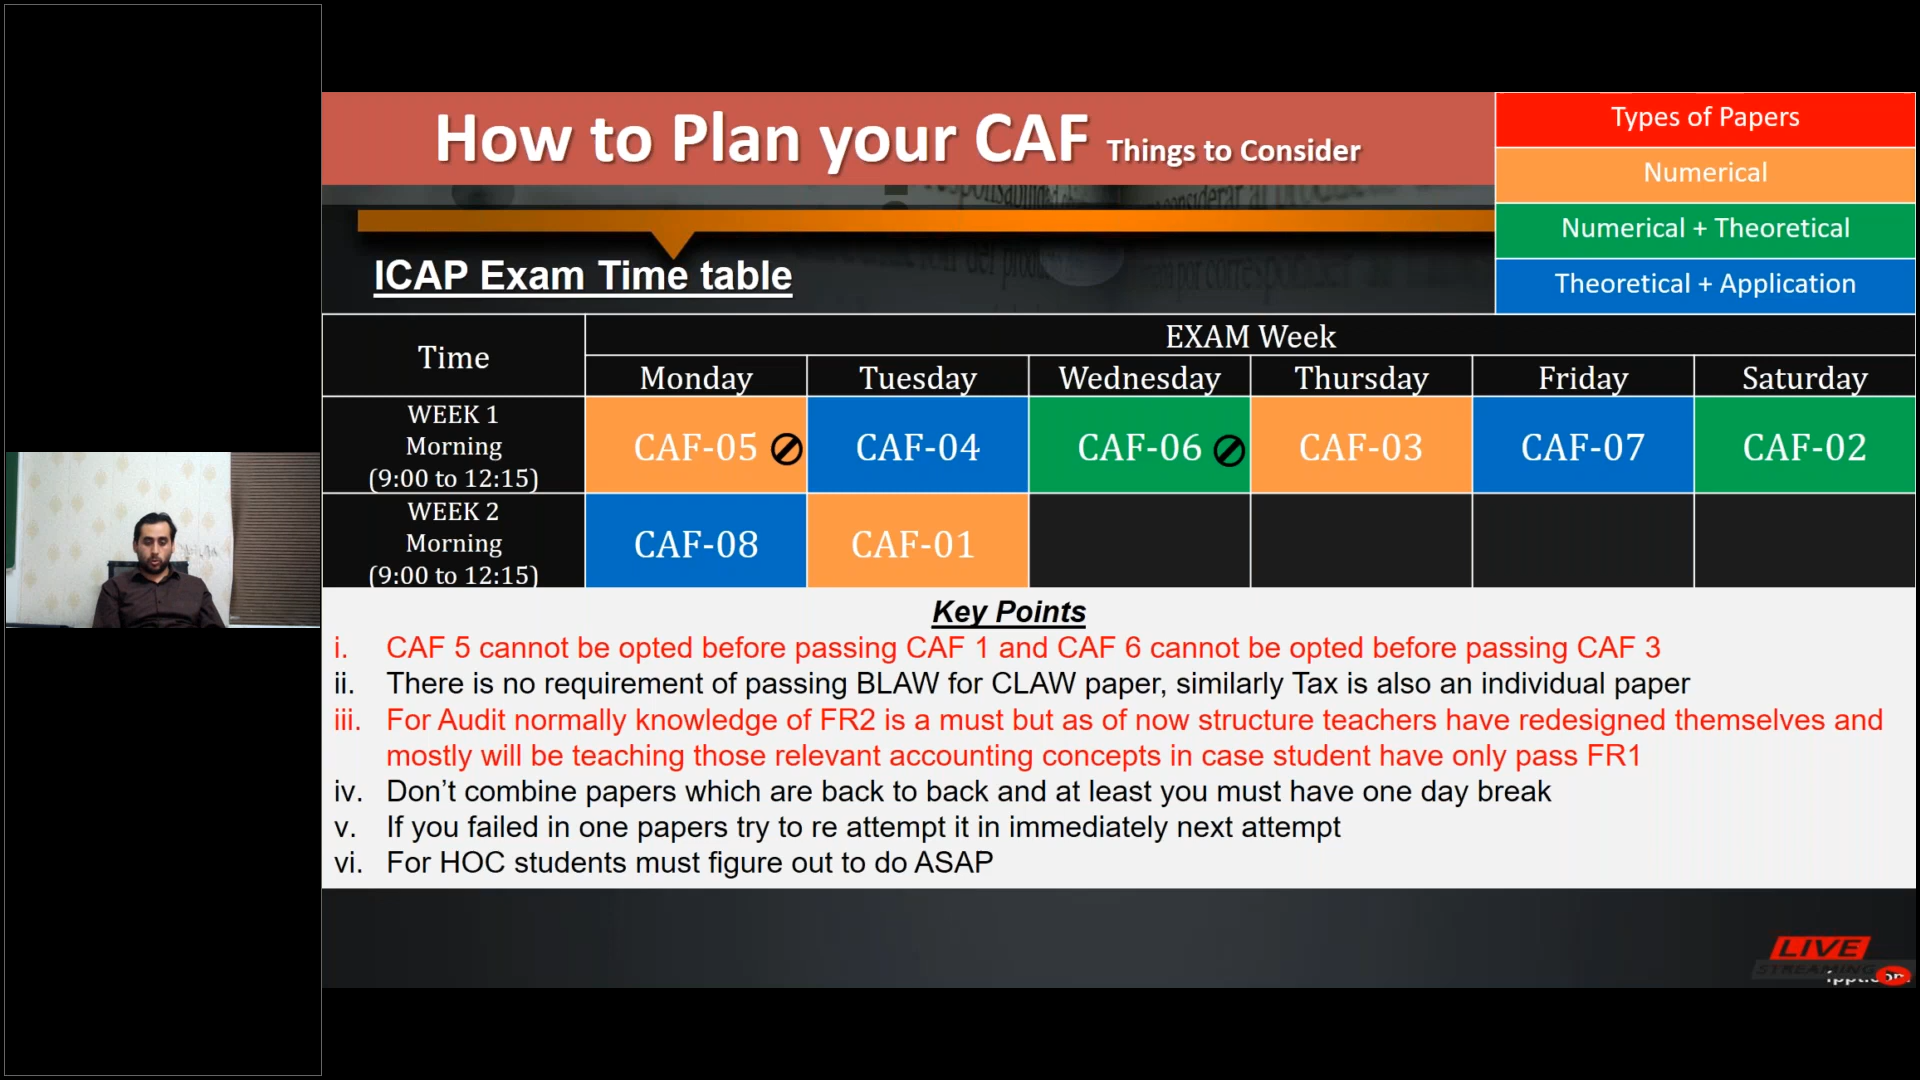 How to Plan your CAF Things to Consider
Types of Papers
Numerical
Numerical + Theoretical
Theoretical + Application
ICAP Exam Time table
Time
EXAM Week
Monday Tuesday Wednesday Thursday Friday Saturday
WEEK 1
Morning
(9:00 to 12:15)
CAF-05 CAF-04 CAF-06 CAF-03 CAF-07 CAF-02
WEEK 2
Morning
(9:00 to 12:15)
CAF-08 CAF-01
Key Points
i. CAF 5 cannot be opted before passing CAF 1 and CAF 6 cannot be opted before passing CAF 3
ii. There is no requirement of passing BLAW for CLAW paper, similarly Tax is also an individual paper
iii. For Audit normally knowledge of FR2 is a must but as of now structure teachers have redesigned themselves and
mostly will be teaching those relevant accounting concepts in case student have only pass FR1
iv. Don’t combine papers which are back to back and at least you must have one day break
v. If you failed in one papers try to re attempt it in immediately next attempt
vi. For HOC students must figure out to do ASAP
LIVE
STREAMING